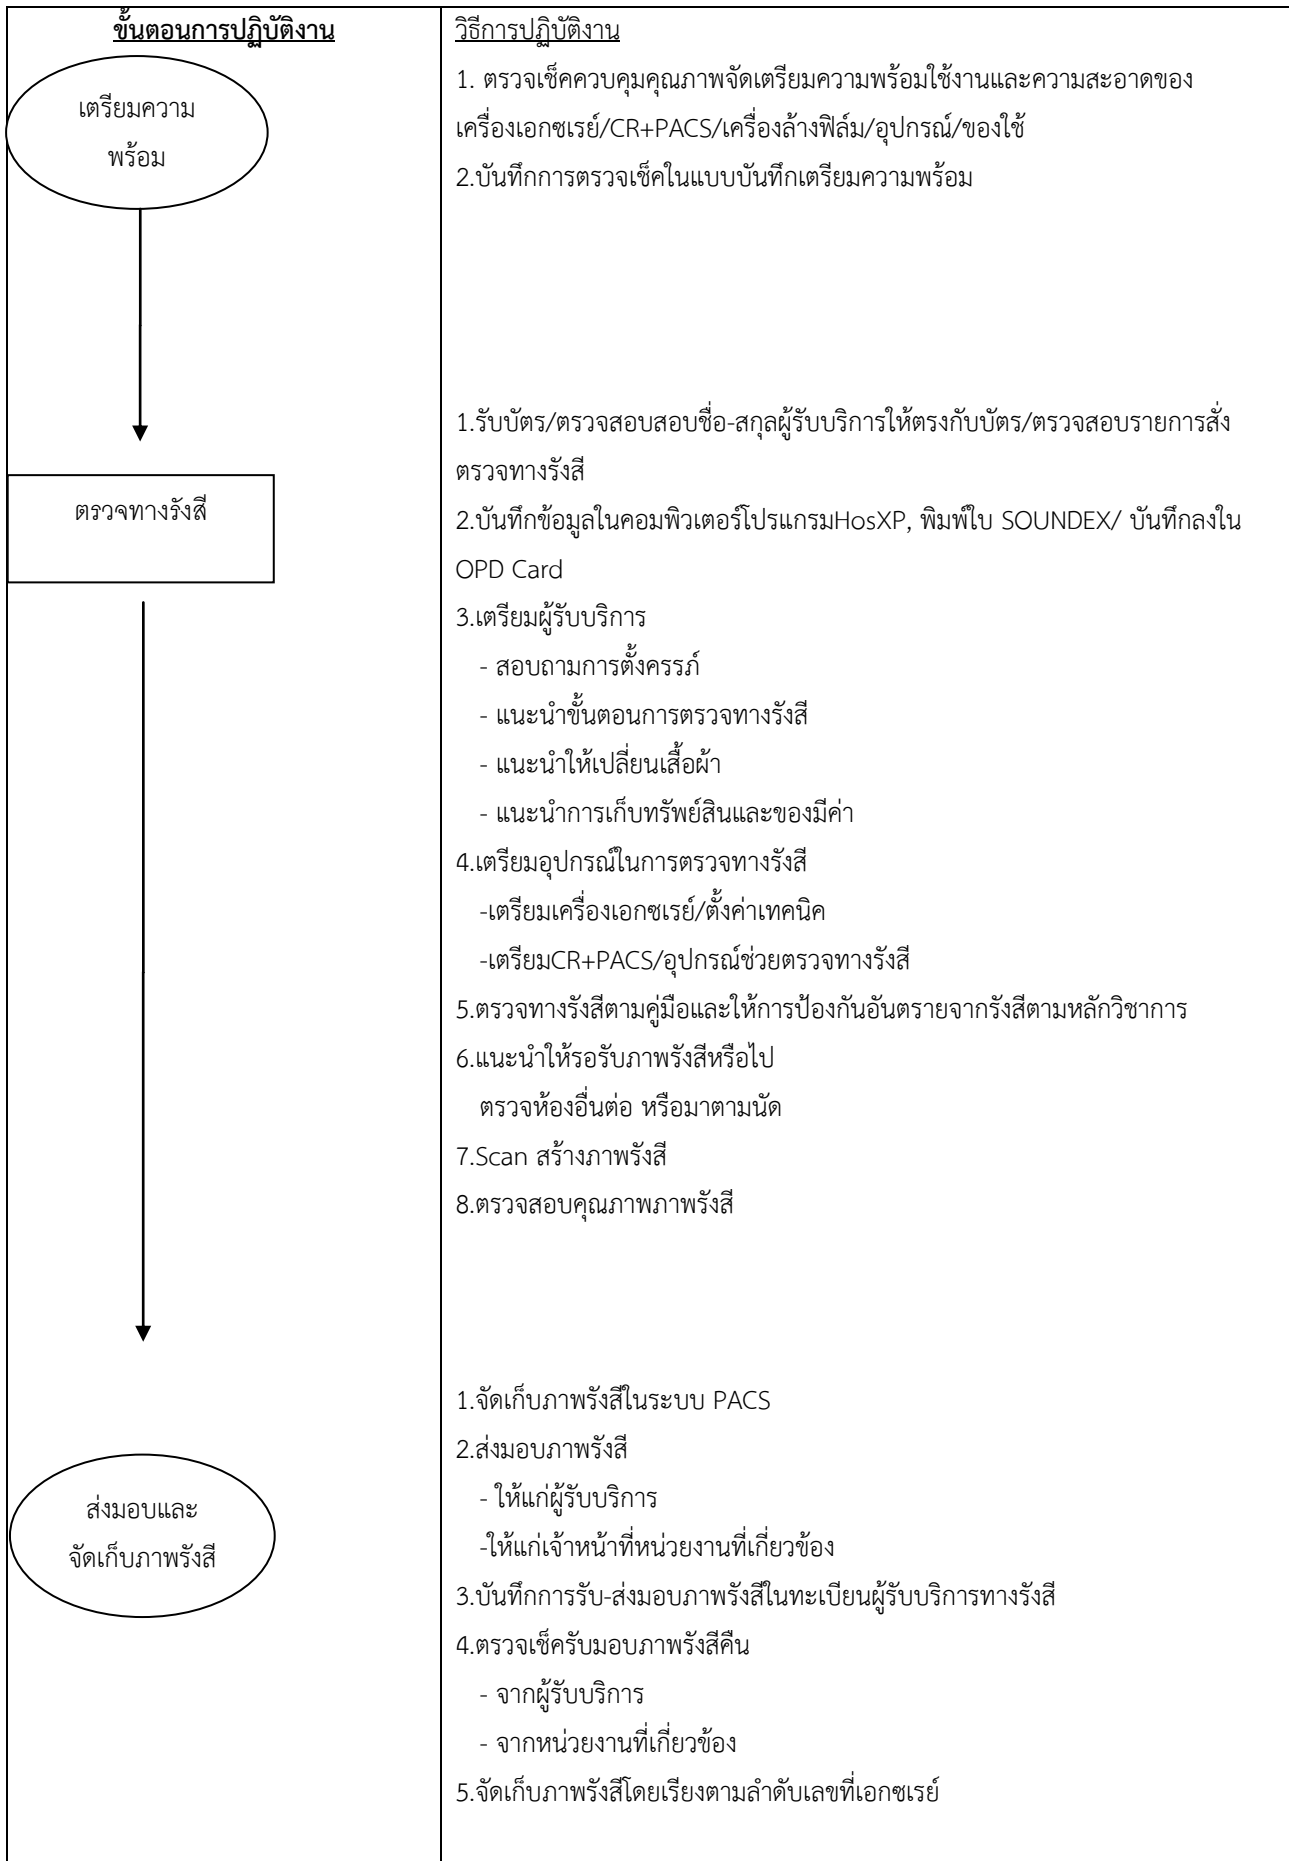 ขั้นตอนการปฏิบัติงาน
วิธีการปฏิบัติงาน
เตรียมความ
พร้อม
1. ตรวจเช็คควบคุมคุณภาพจัดเตรียมความพร้อมใช้งานและความสะอาดของ
เครื่องเอกซเรย์/CR+PACS/เครื่องล้างฟิล์ม/อุปกรณ์/ของใช้
2.บันทึกการตรวจเช็คในแบบบันทึกเตรียมความพร้อม
ตรวจทางรังสี
1.รับบัตร/ตรวจสอบสอบชื่อ-สกุลผู้รับบริการให้ตรงกับบัตร/ตรวจสอบรายการสั่ง
ตรวจทางรังสี
2.บันทึกข้อมูลในคอมพิวเตอร์โปรแกรมHosXP, พิมพ์ใบ SOUNDEX/ บันทึกลงใน
OPD Card
3.เตรียมผู้รับบริการ
- สอบถามการตั้งครรภ์
- แนะนำขั้นตอนการตรวจทางรังสี
- แนะนำให้เปลี่ยนเสื้อผ้า
- แนะนำการเก็บทรัพย์สินและของมีค่า
4.เตรียมอุปกรณ์ในการตรวจทางรังสี
-เตรียมเครื่องเอกซเรย์/ตั้งค่าเทคนิค
-เตรียมCR+PACS/อุปกรณ์ช่วยตรวจทางรังสี
5.ตรวจทางรังสีตามคู่มือและให้การป้องกันอันตรายจากรังสีตามหลักวิชาการ
6.แนะนำให้รอรับภาพรังสีหรือไป
ตรวจห้องอื่นต่อ หรือมาตามนัด
7.Scan สร้างภาพรังสี
8.ตรวจสอบคุณภาพภาพรังสี
ส่งมอบและ
จัดเก็บภาพรังสี
1.จัดเก็บภาพรังสีในระบบ PACS
2.ส่งมอบภาพรังสี
- ให้แก่ผู้รับบริการ
-ให้แก่เจ้าหน้าที่หน่วยงานที่เกี่ยวข้อง
3.บันทึกการรับ-ส่งมอบภาพรังสีในทะเบียนผู้รับบริการทางรังสี
4.ตรวจเช็ครับมอบภาพรังสีคืน
- จากผู้รับบริการ
- จากหน่วยงานที่เกี่ยวข้อง
5.จัดเก็บภาพรังสีโดยเรียงตามลำดับเลขที่เอกซเรย์